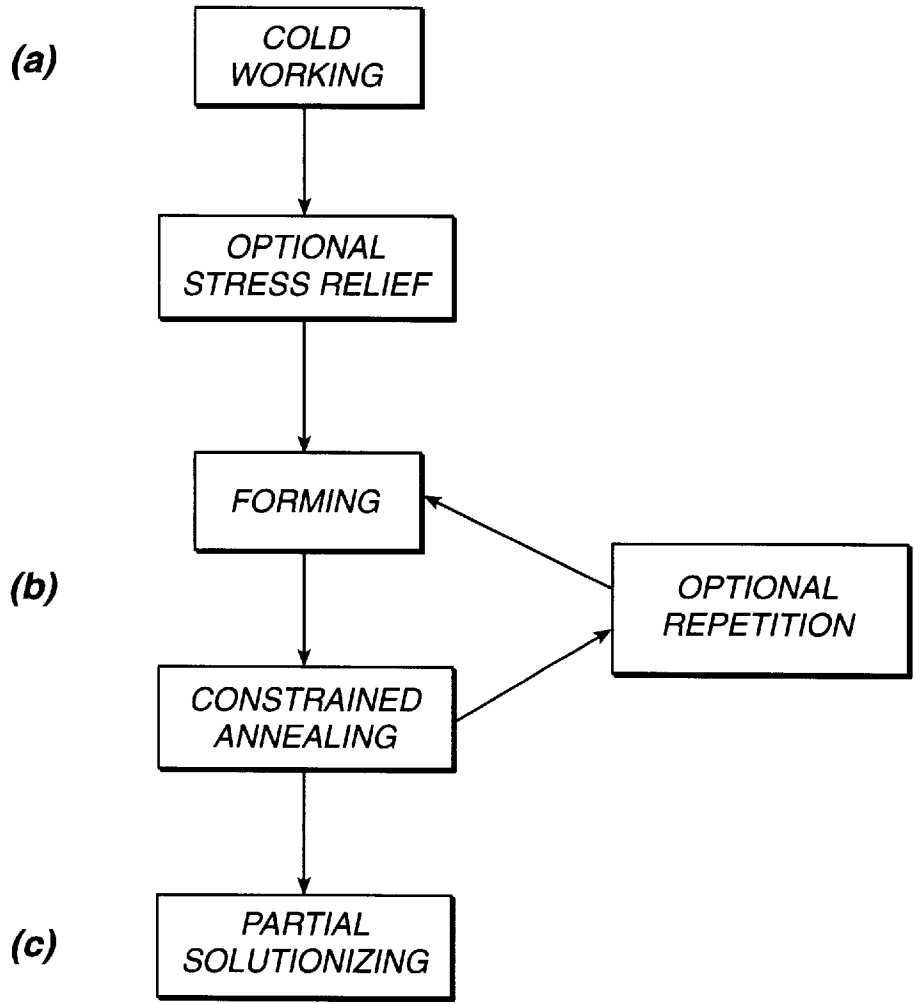 (a)
COLD
WORKING
OPTIONAL
STRESS RELIEF
FORMING
(b)
OPTIONAL
REPETITION
CONSTRAINED
ANNEALING
(c)
PARTIAL
SOLUTIONIZING